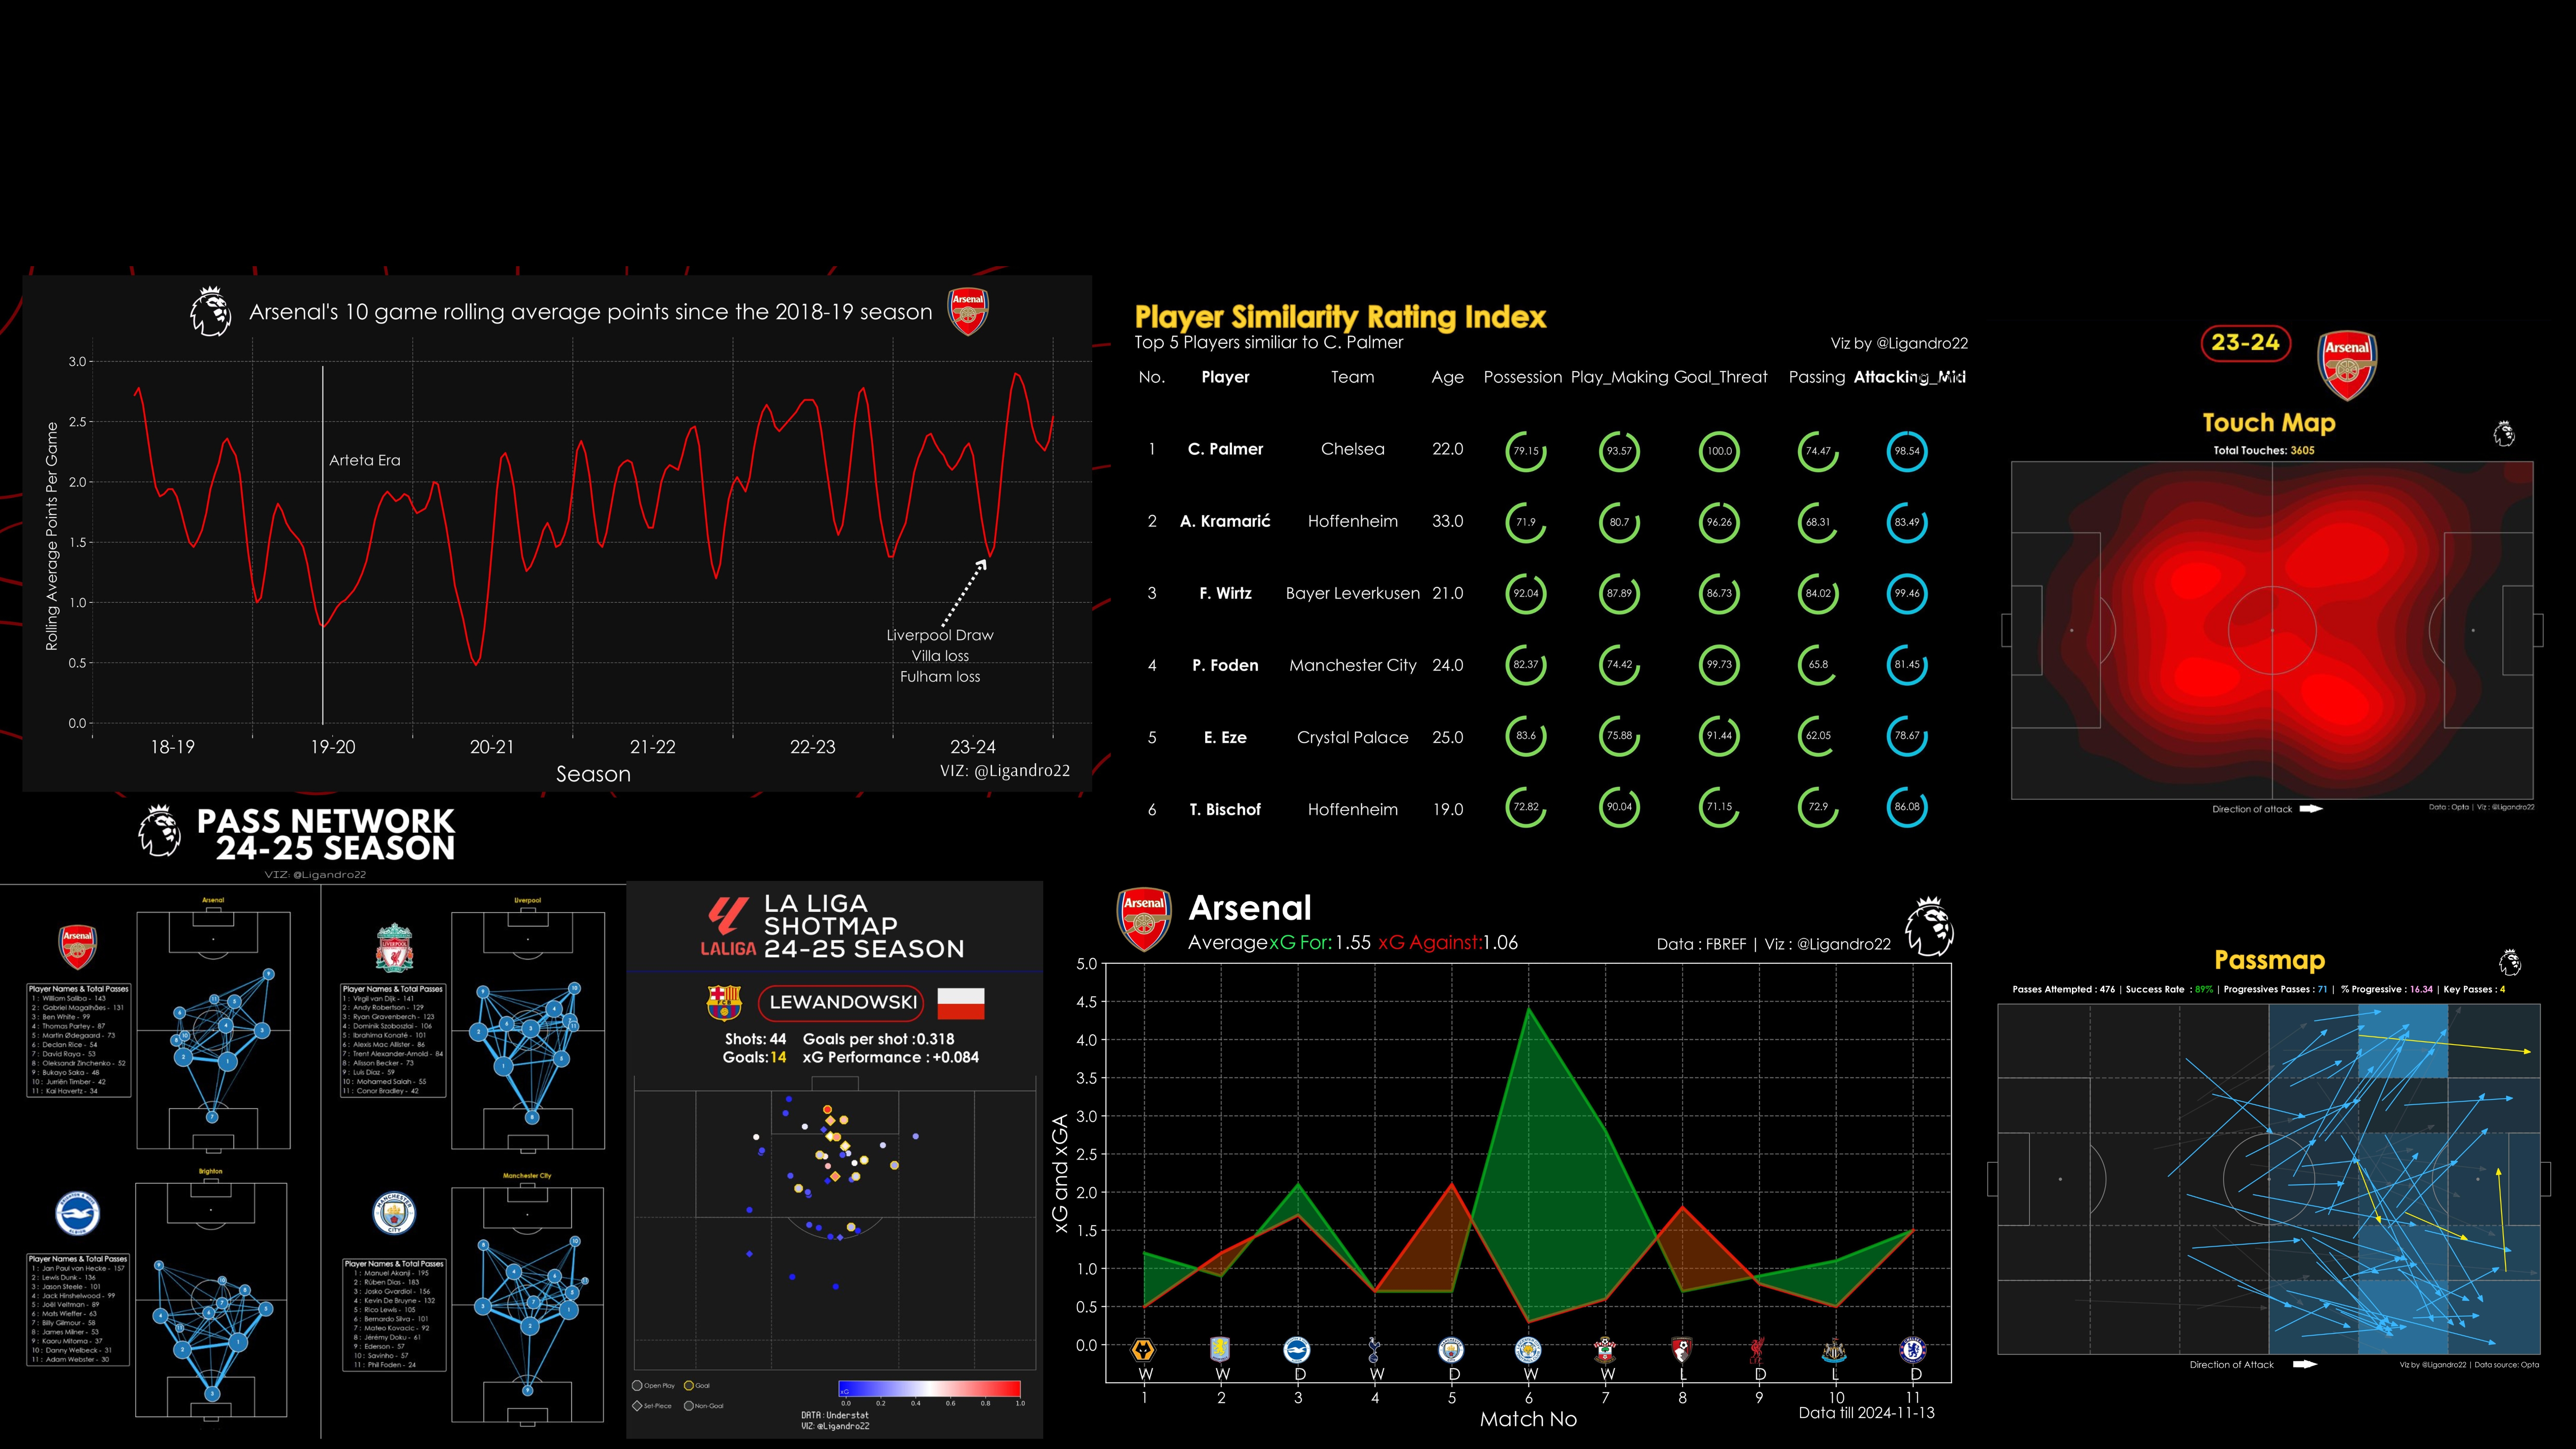 Arsenal's 10 game rolling average points since the 2018-19 season
Arsenal
Rolling Average Points Per Game
3.0
2.5
2.0
1.5
1.0
0.5
0.0
Arteta Era
Liverpool Draw
Villa loss
Fulham loss
18-19 19-20 20-21 21-22 22-23 23-24
Season
VIZ: @Ligandro22
Player Similarity Rating Index
Top 5 Players similiar to C. Palmer
Viz by @Ligandro22
No. Player Team Age Possession Play_Making Goal_Threat Passing Attacking_Mid
1 C. Palmer Chelsea 22.0 79.15 93.57 100.0 74.47 98.54
2 A. Kramarić Hoffenheim 33.0 71.9 80.7 96.26 68.31 83.49
3 F. Wirtz Bayer Leverkusen 21.0 92.04 87.89 86.73 84.02 99.46
4 P. Foden Manchester City 24.0 82.37 74.42 99.73 65.8 81.45
5 E. Eze Crystal Palace 25.0 83.6 75.88 91.44 62.05 78.67
6 T. Bischof Hoffenheim 19.0 72.82 90.04 71.15 72.9 86.08
23-24
Arsenal
Touch Map
Total Touches: 3605
Direction of attack
Data : Opta | Viz : @Ligandro22
PASS NETWORK
24-25 SEASON
VIZ: @Ligandro22
Arsenal
Arsenal
Player Names & Total Passes
1 : William Saliba - 143
2 : Gabriel Magalhães - 131
3 : Ben White - 99
4 : Thomas Partey - 87
5 : Martin Ødegaard - 73
6 : Declan Rice - 54
7 : David Raya - 53
8 : Oleksandr Zinchenko - 52
9 : Bukayo Saka - 48
10 : Jurriën Timber - 42
11 : Kai Havertz - 34
Liverpool
Player Names & Total Passes
1 : Virgil van Dijk - 141
2 : Andy Robertson - 129
3 : Ryan Gravenberch - 123
4 : Dominik Szoboszlai - 106
5 : Ibrahima Konaté - 101
6 : Alexis Mac Allister - 86
7 : Trent Alexander-Arnold - 84
8 : Alisson Becker - 73
9 : Luis Díaz - 59
10 : Mohamed Salah - 55
11 : Conor Bradley - 42
Brighton
Player Names & Total Passes
1 : Jan Paul van Hecke - 157
2 : Lewis Dunk - 136
3 : Jason Steele - 101
4 : Jack Hinshelwood - 99
5 : Joël Veltman - 89
6 : Mats Wieffer - 63
7 : Billy Gilmour - 58
8 : James Milner - 53
9 : Kaoru Mitoma - 37
10 : Danny Welbeck - 31
11 : Adam Webster - 30
Manchester City
Player Names & Total Passes
1 : Manuel Akanji - 195
2 : Rúben Dias - 183
3 : Josko Gvardiol - 156
4 : Kevin De Bruyne - 132
5 : Rico Lewis - 105
6 : Bernardo Silva - 101
7 : Mateo Kovacic - 92
8 : Jérémy Doku - 61
9 : Ederson - 57
10 : Savinho - 57
11 : Phil Foden - 24
LALIGA
LA LIGA
SHOTMAP
24-25 SEASON
LEWANDOWSKI
Shots: 44 Goals per shot :0.318
Goals:14 xG Performance : +0.084
Open Play Goal
Set-Piece Non-Goal
xG
0.0 0.2 0.4 0.6 0.8 1.0
DATA:Understat
VIZ: @Ligandro22
Arsenal
Arsenal
Average xG For: 1.55 xG Against:1.06
Data : FBREF | Viz : @Ligandro22
xG and xGA
5.0
4.5
4.0
3.5
3.0
2.5
2.0
1.5
1.0
0.5
0.0
W W D W D W W L D L D
1 2 3 4 5 6 7 8 9 10 11
Match No
Data till 2024-11-13
Passmap
Passes Attempted : 476 | Success Rate : 89% | Progressives Passes : 71 | % Progressive : 16.34 | Key Passes : 4
Direction of Attack
Viz by @Ligandro22 | Data source: Opta